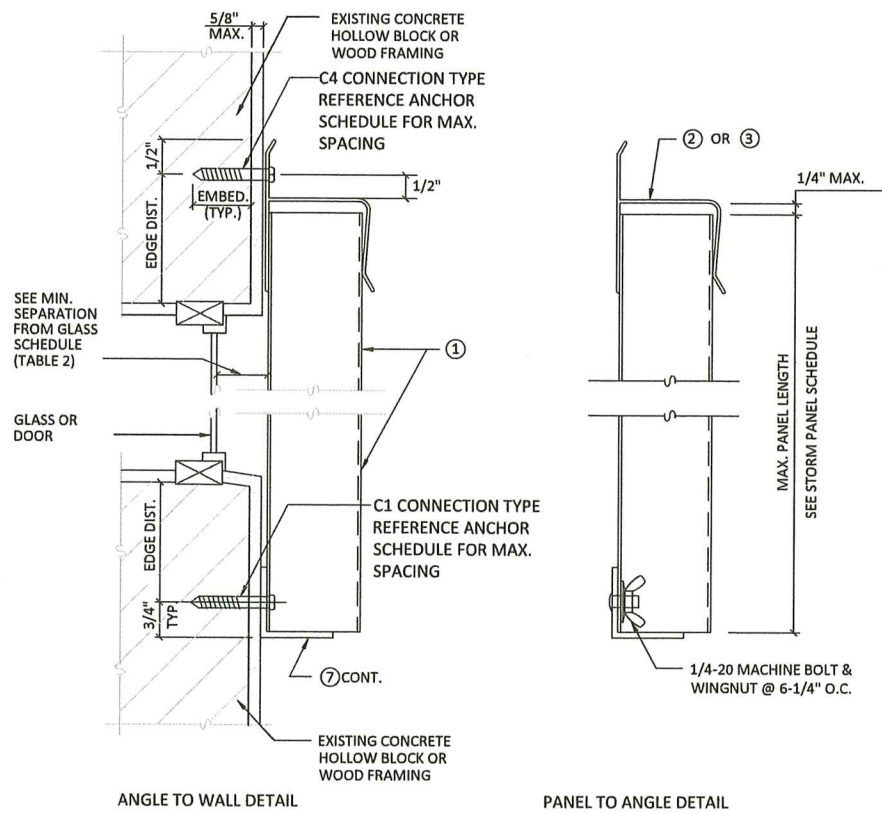 5/8"
MAX.
EXISTING CONCRETE
HOLLOW BLOCK OR
WOOD FRAMING
C4 CONNECTION TYPE
REFERENCE ANCHOR
SCHEDULE FOR MAX.
SPACING
1/2"
EMBED.
(TYP.)
1/2"
EDGE DIST.
SEE MIN.
SEPARATION
FROM GLASS
SCHEDULE
(TABLE 2)
1
GLASS OR
DOOR
EDGE DIST.
C1 CONNECTION TYPE
REFERENCE ANCHOR
SCHEDULE FOR MAX.
SPACING
3/4"
TYP.
7 CONT.
EXISTING CONCRETE
HOLLOW BLOCK OR
WOOD FRAMING
ANGLE TO WALL DETAIL
2 OR 3
1/4" MAX.
MAX. PANEL LENGTH
SEE STORM PANEL SCHEDULE
1/4-20 MACHINE BOLT &
WINGNUT @ 6-1/4" O.C.
PANEL TO ANGLE DETAIL